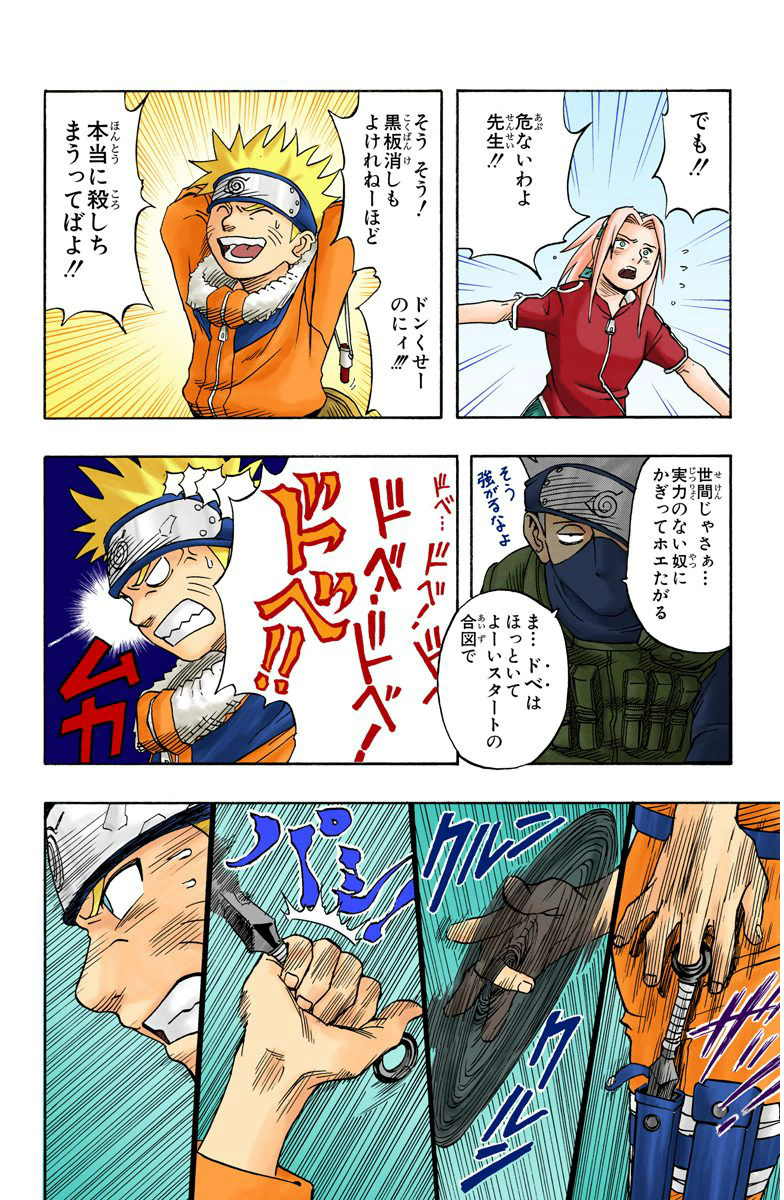 でも!!
危ないわよ
先生!!
そう そう!
黒板消しも
よけれねーほど
ドンくせー
のにィ!!!
本当に殺しち
まうってばよ!!
世間じゃさぁ…
実力のない奴に
かぎってホエたがる
そう
強がるなよ
ま… ドベは
ほっといて
よーいスタートの
合図で
ドベ…
ドベ・ドベ!
ドベ!!
ムカ
クルン
クルン
パシ!